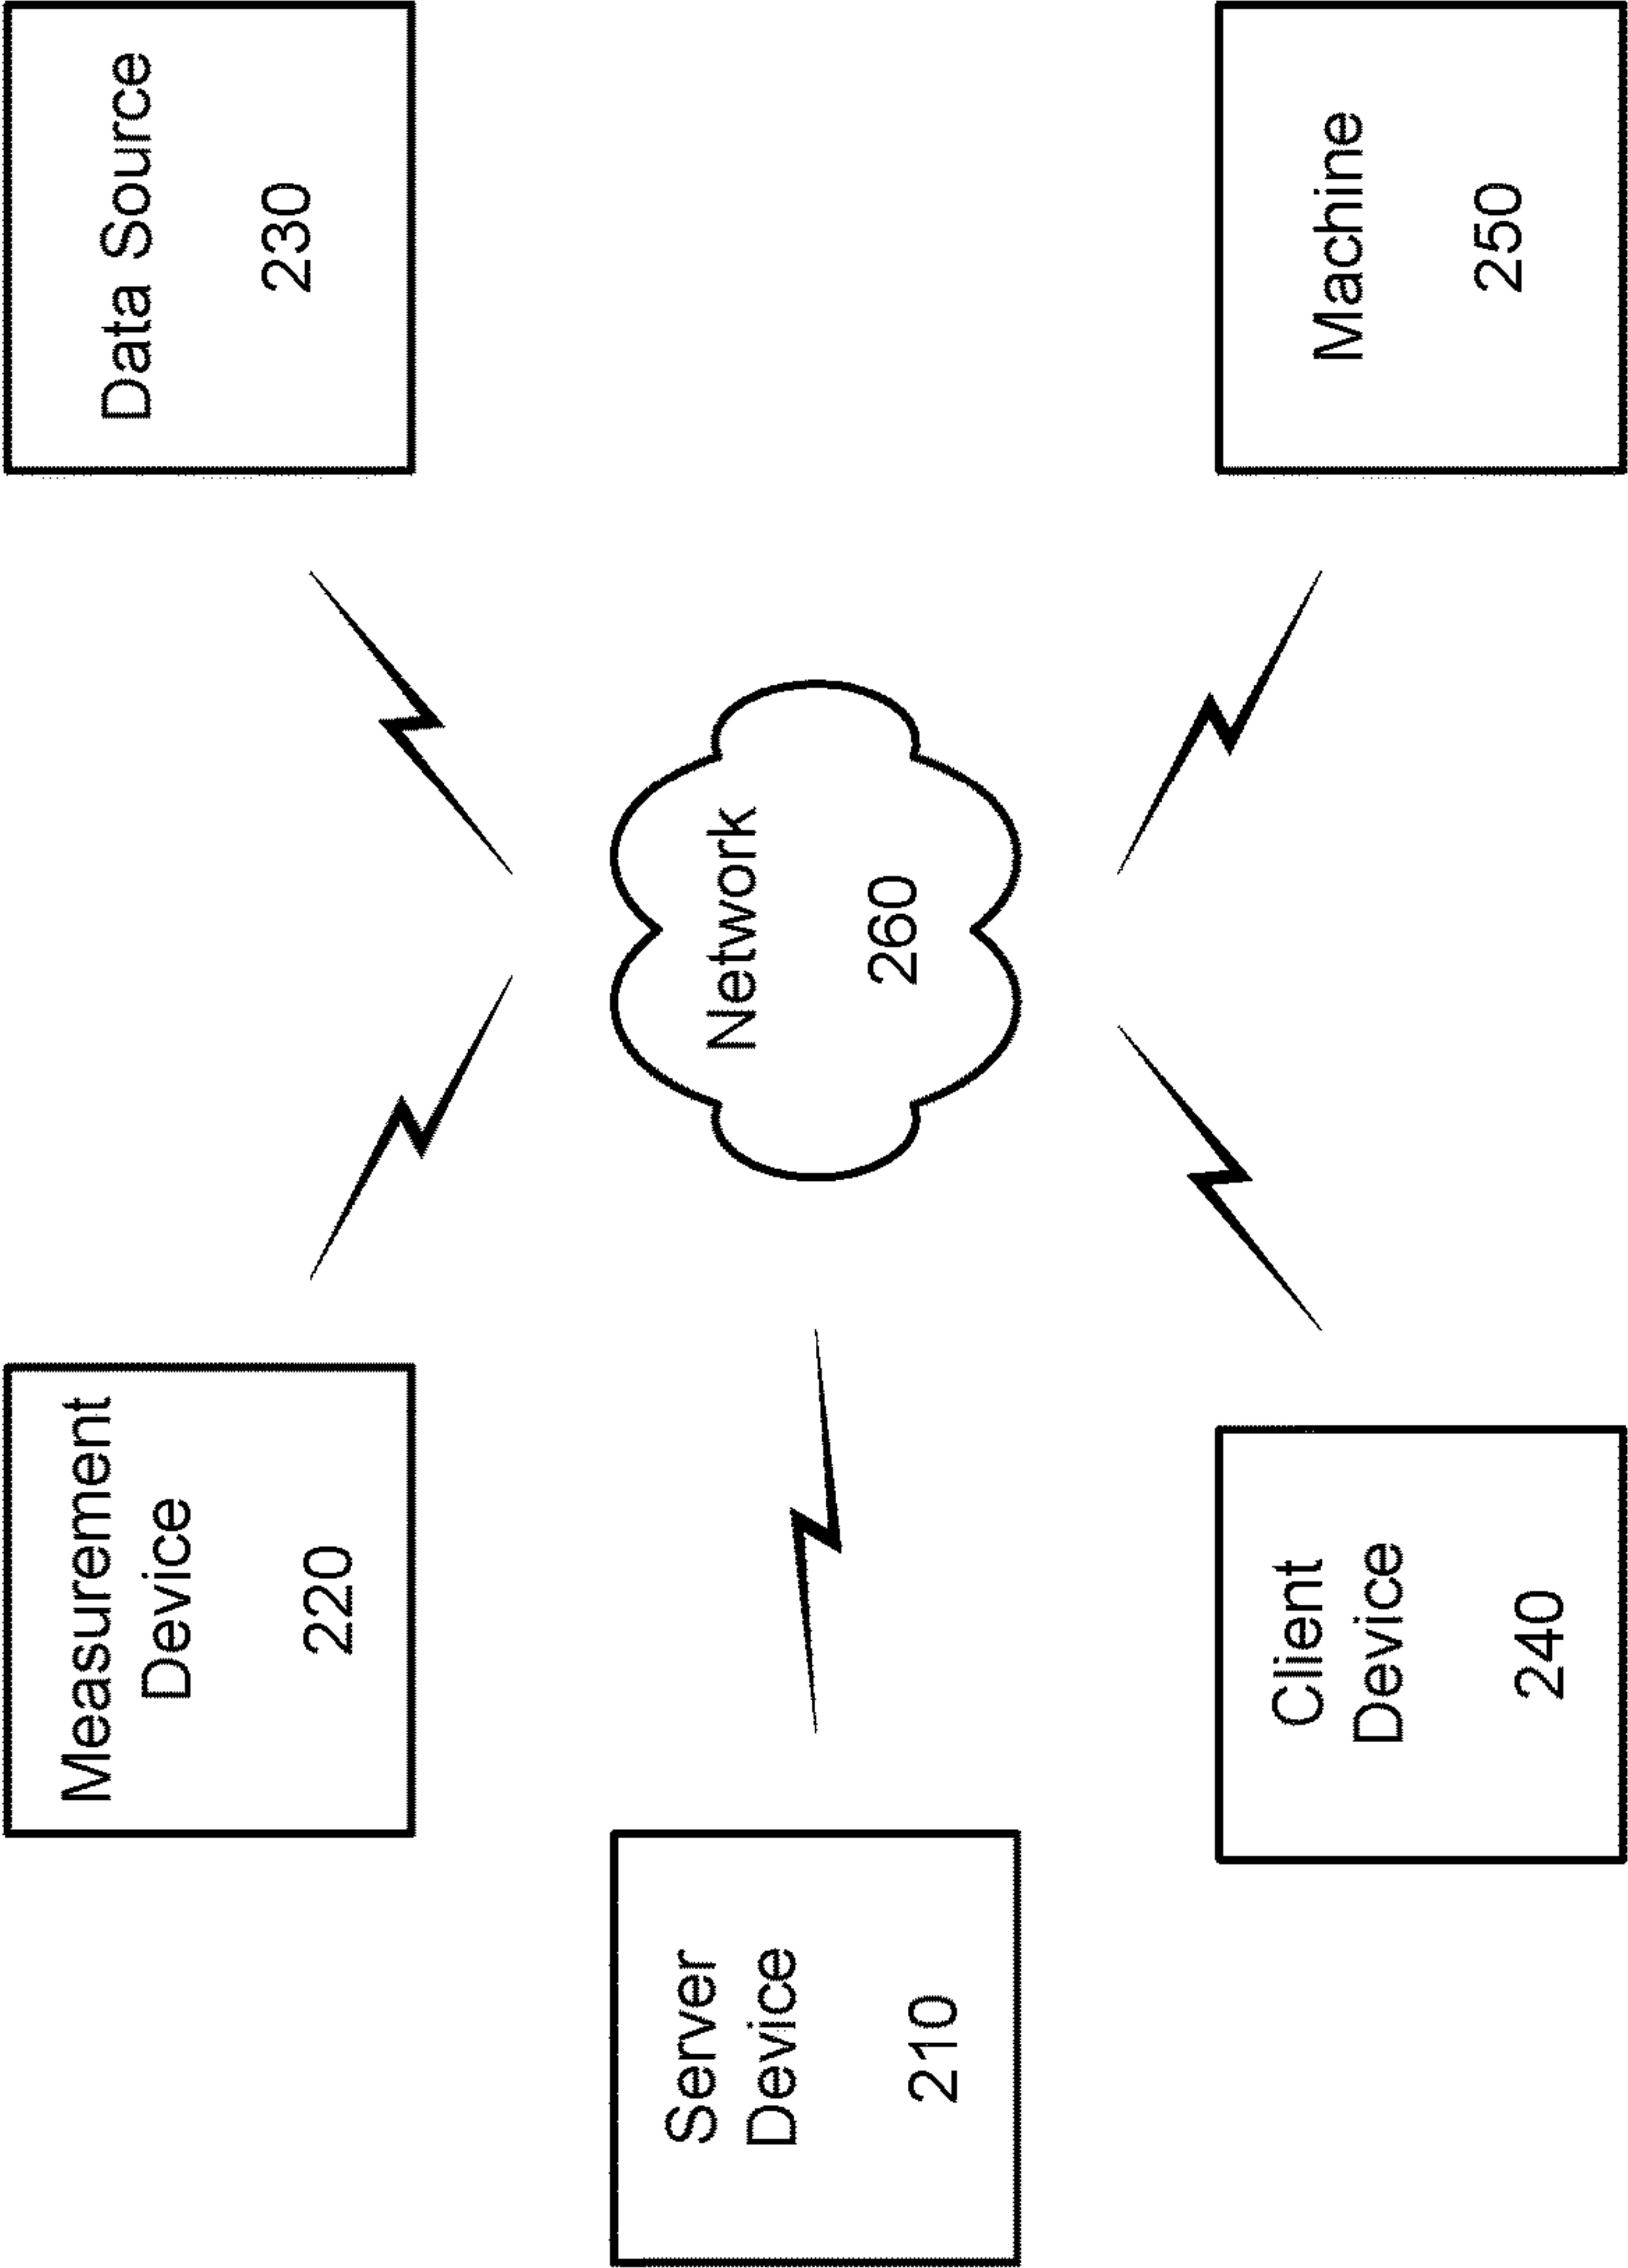 Measurement
Device
220
Data Source
230
Server
Device
210
Network
260
Client
Device
240
Machine
250